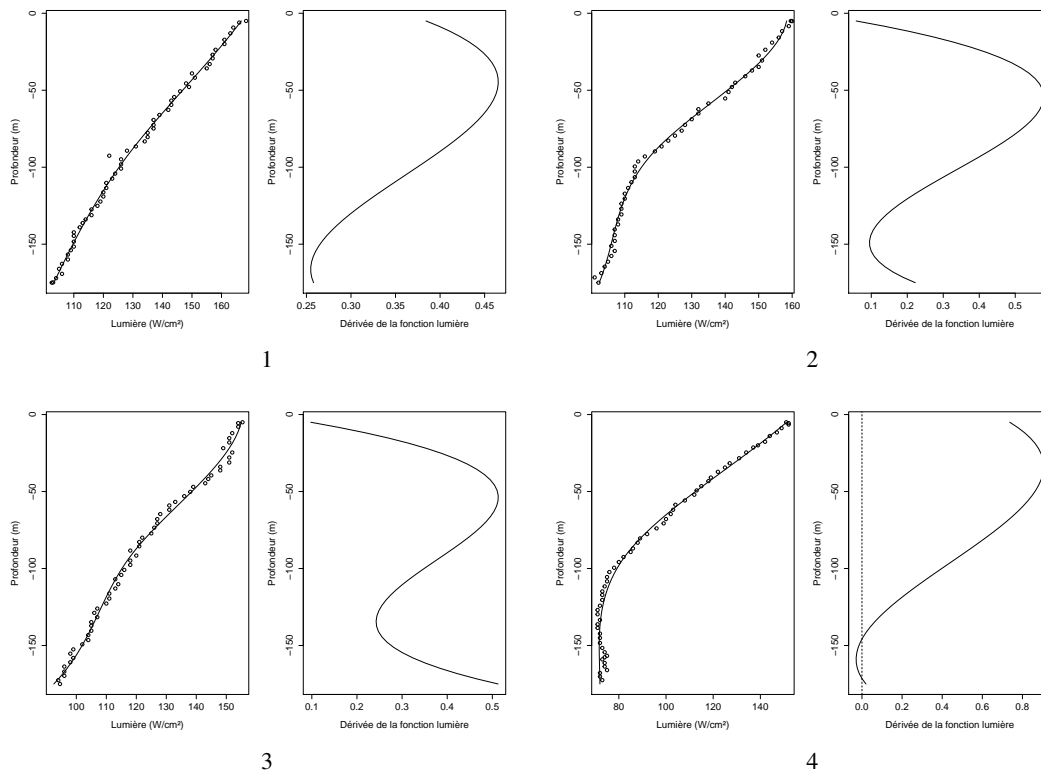 0
−50
−100
−150
Profondeur (m)
110 120 130 140 150 160
Lumière (W/cm²)
0
−50
−100
−150
Profondeur (m)
0.25 0.30 0.35 0.40 0.45
Dérivée de la fonction lumière
1
0
−50
−100
−150
Profondeur (m)
110 120 130 140 150 160
Lumière (W/cm²)
0
−50
−100
−150
Profondeur (m)
0.1 0.2 0.3 0.4 0.5
Dérivée de la fonction lumière
2
0
−50
−100
−150
Profondeur (m)
100 110 120 130 140 150
Lumière (W/cm²)
0
−50
−100
−150
Profondeur (m)
0.1 0.2 0.3 0.4 0.5
Dérivée de la fonction lumière
3
0
−50
−100
−150
Profondeur (m)
80 100 120 140
Lumière (W/cm²)
0
−50
−100
−150
Profondeur (m)
0.0 0.2 0.4 0.6 0.8
Dérivée de la fonction lumière
4